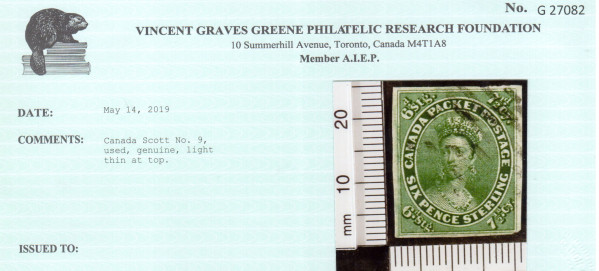 No. G 27082
VINCENT GRAVES GREENE PHILATELIC RESEARCH FOUNDATION
10 Summerhill Avenue, Toronto, Canada M4T1A8
Member A.I.E.P.
DATE: May 14, 2019
COMMENTS: Canada Scott No. 9,
used, genuine, light
thin at top.
20
10
mm
CANADA PACKET POSTAGE
SIX PENCE STERLING
ISSUED TO: